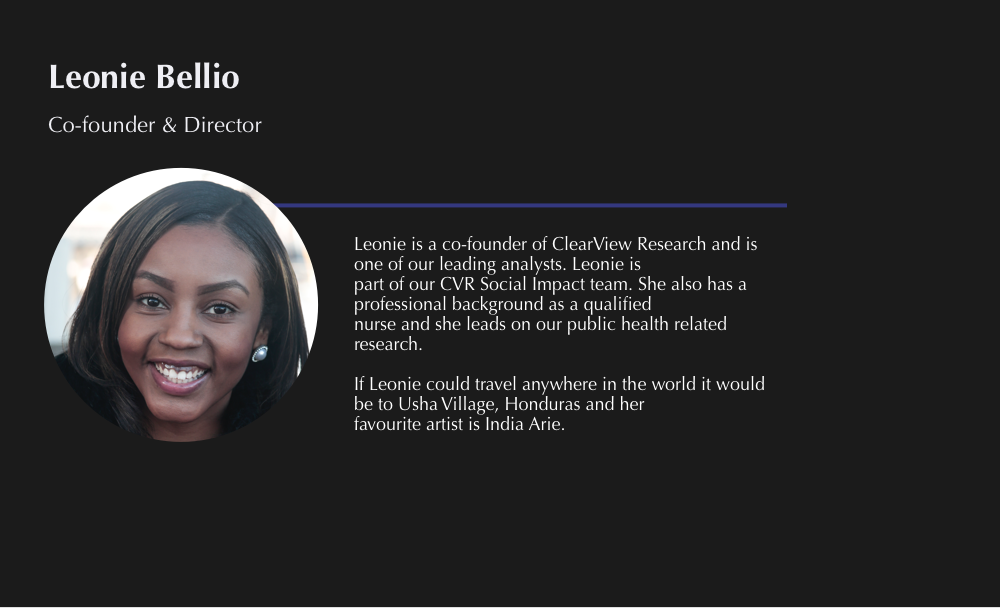 Leonie Bellio
Co-founder & Director
Leonie is a co-founder of ClearView Research and is
one of our leading analysts. Leonie is
part of our CVR Social Impact team. She also has a
professional background as a qualified
nurse and she leads on our public health related
research.
If Leonie could travel anywhere in the world it would
be to Usha Village, Honduras and her
favourite artist is India Arie.